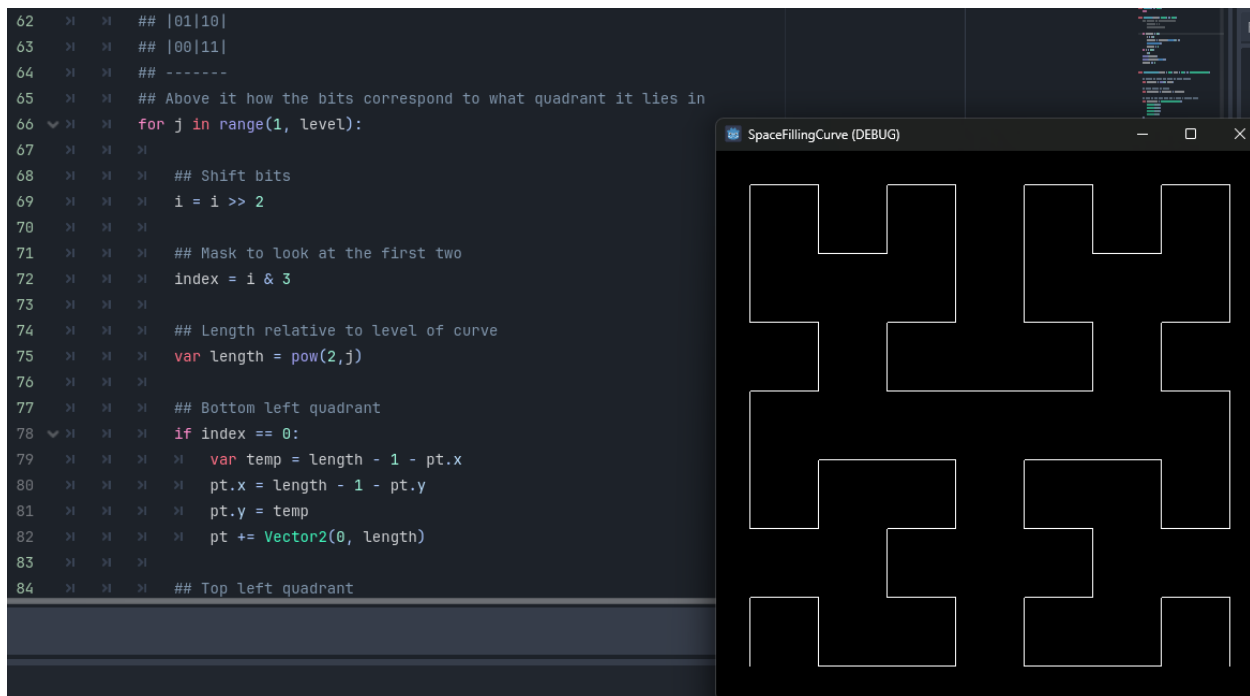 62 ## |01|10|
63 ## |00|11|
64 ## -------
65 ## Above it how the bits correspond to what quadrant it lies in
66 for j in range(1, level):
67
68 ## Shift bits
69 i = i >> 2
70
71 ## Mask to look at the first two
72 index = i & 3
73
74 ## Length relative to level of curve
75 var length = pow(2,j)
76
77 ## Bottom left quadrant
78 if index == 0:
79 var temp = length - 1 - pt.x
80 pt.x = length - 1 - pt.y
81 pt.y = temp
82 pt += Vector2(0, length)
83
84 ## Top left quadrant
SpaceFillingCurve (DEBUG)